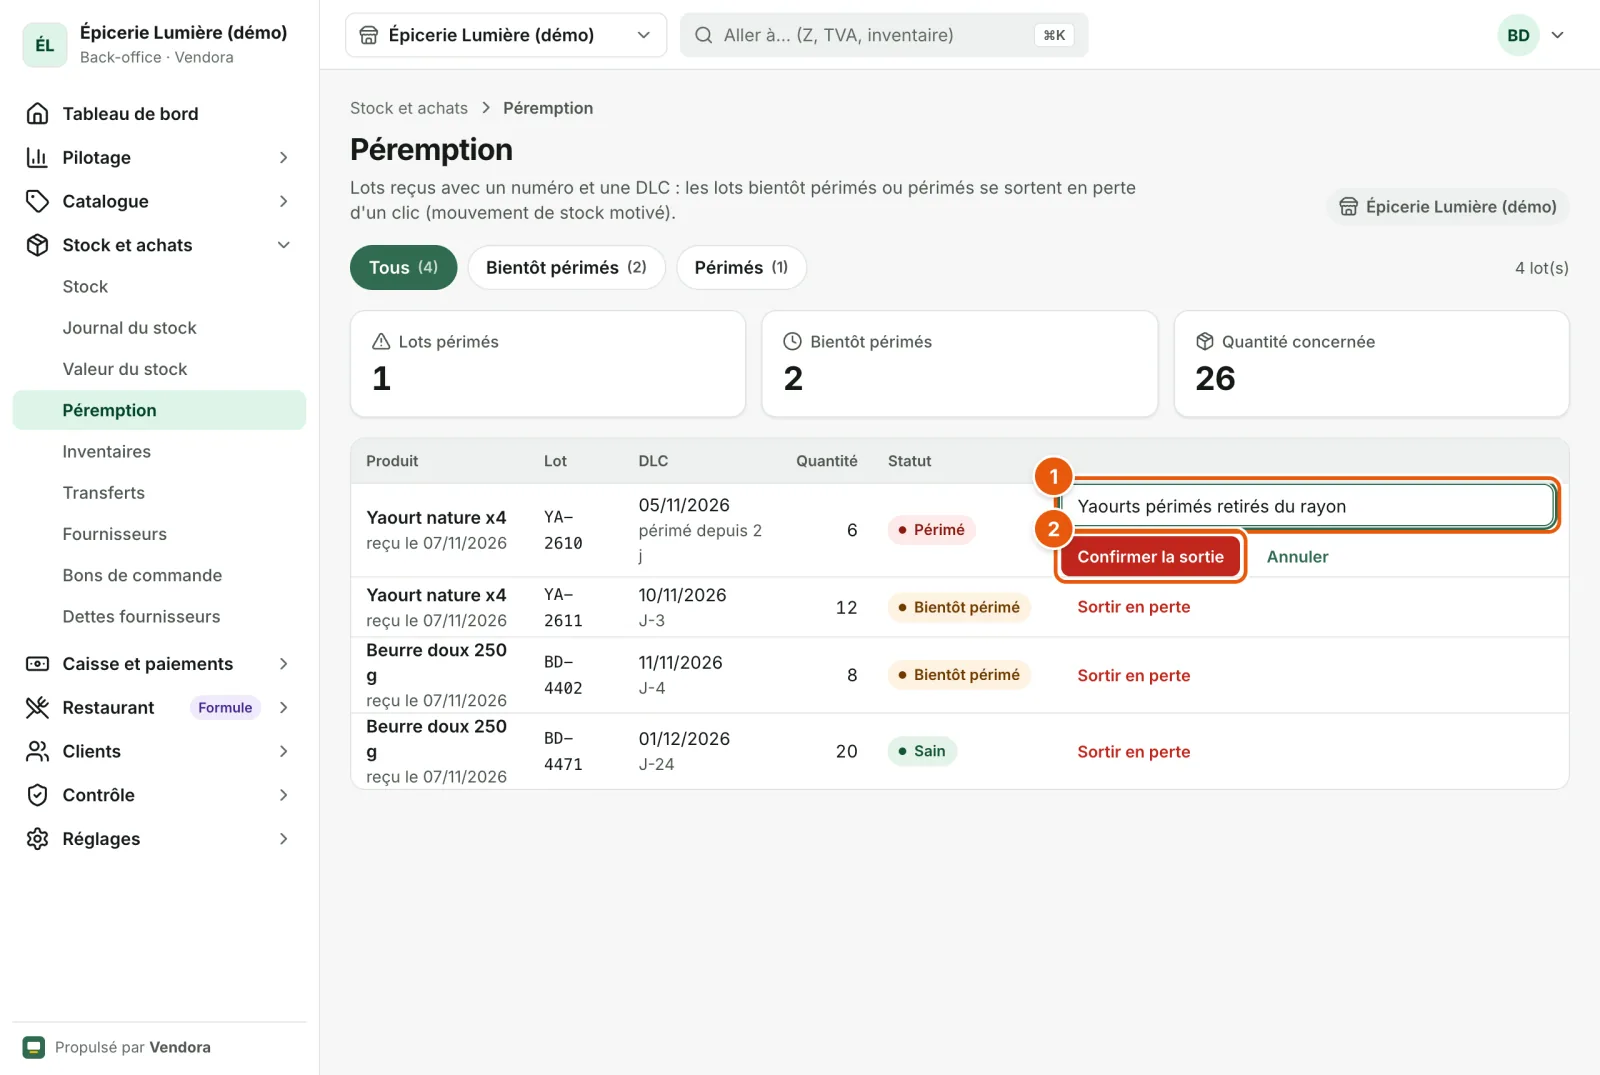 ÉL
Épicerie Lumière (démo)
Back-office · Vendora
Épicerie Lumière (démo)
Aller à... (Z, TVA, inventaire)
⌘K
BD
Tableau de bord
Pilotage
Catalogue
Stock et achats
Stock
Journal du stock
Valeur du stock
Péremption
Inventaires
Transferts
Fournisseurs
Bons de commande
Dettes fournisseurs
Caisse et paiements
Restaurant
Formule
Clients
Contrôle
Réglages
Propulsé par Vendora
Stock et achats > Péremption
Péremption
Lots reçus avec un numéro et une DLC : les lots bientôt périmés ou périmés se sortent en perte
d'un clic (mouvement de stock motivé).
Épicerie Lumière (démo)
Tous (4)
Bientôt périmés (2)
Périmés (1)
4 lot(s)
Lots périmés
1
Bientôt périmés
2
Quantité concernée
26
Produit Lot DLC Quantité Statut
Yaourt nature x4
reçu le 07/11/2026
YA-
2610
05/11/2026
périmé depuis 2
j
6
Périmé
1
Yaourts périmés retirés du rayon
2
Confirmer la sortie
Annuler
Yaourt nature x4
reçu le 07/11/2026
YA-
2611
10/11/2026
J-3
12
Bientôt périmé
Sortir en perte
Beurre doux 250
g
reçu le 07/11/2026
BD-
4402
11/11/2026
J-4
8
Bientôt périmé
Sortir en perte
Beurre doux 250
g
reçu le 07/11/2026
BD-
4471
01/12/2026
J-24
20
Sain
Sortir en perte